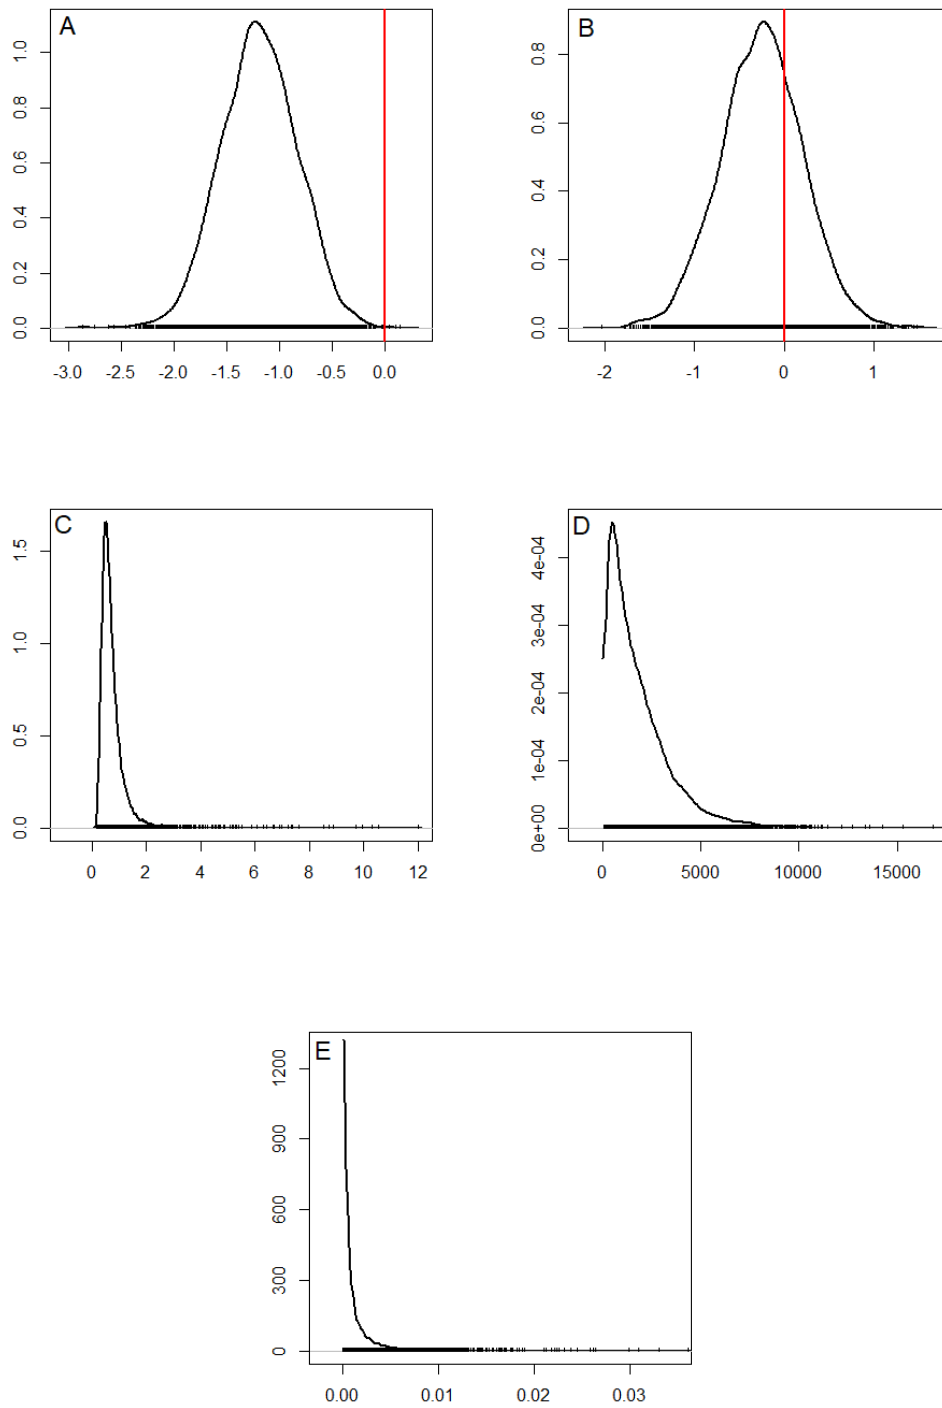 A
0.0 0.2 0.4 0.6 0.8 1.0
-3.0 -2.5 -2.0 -1.5 -1.0 -0.5 0.0
B
0.0 0.2 0.4 0.6 0.8
-2 -1 0 1
C
0.0 0.5 1.0 1.5
0 2 4 6 8 10 12
D
0e+00 1e-04 2e-04 3e-04 4e-04
0 5000 10000 15000
E
0 300 600 900 1200
0.00 0.01 0.02 0.03